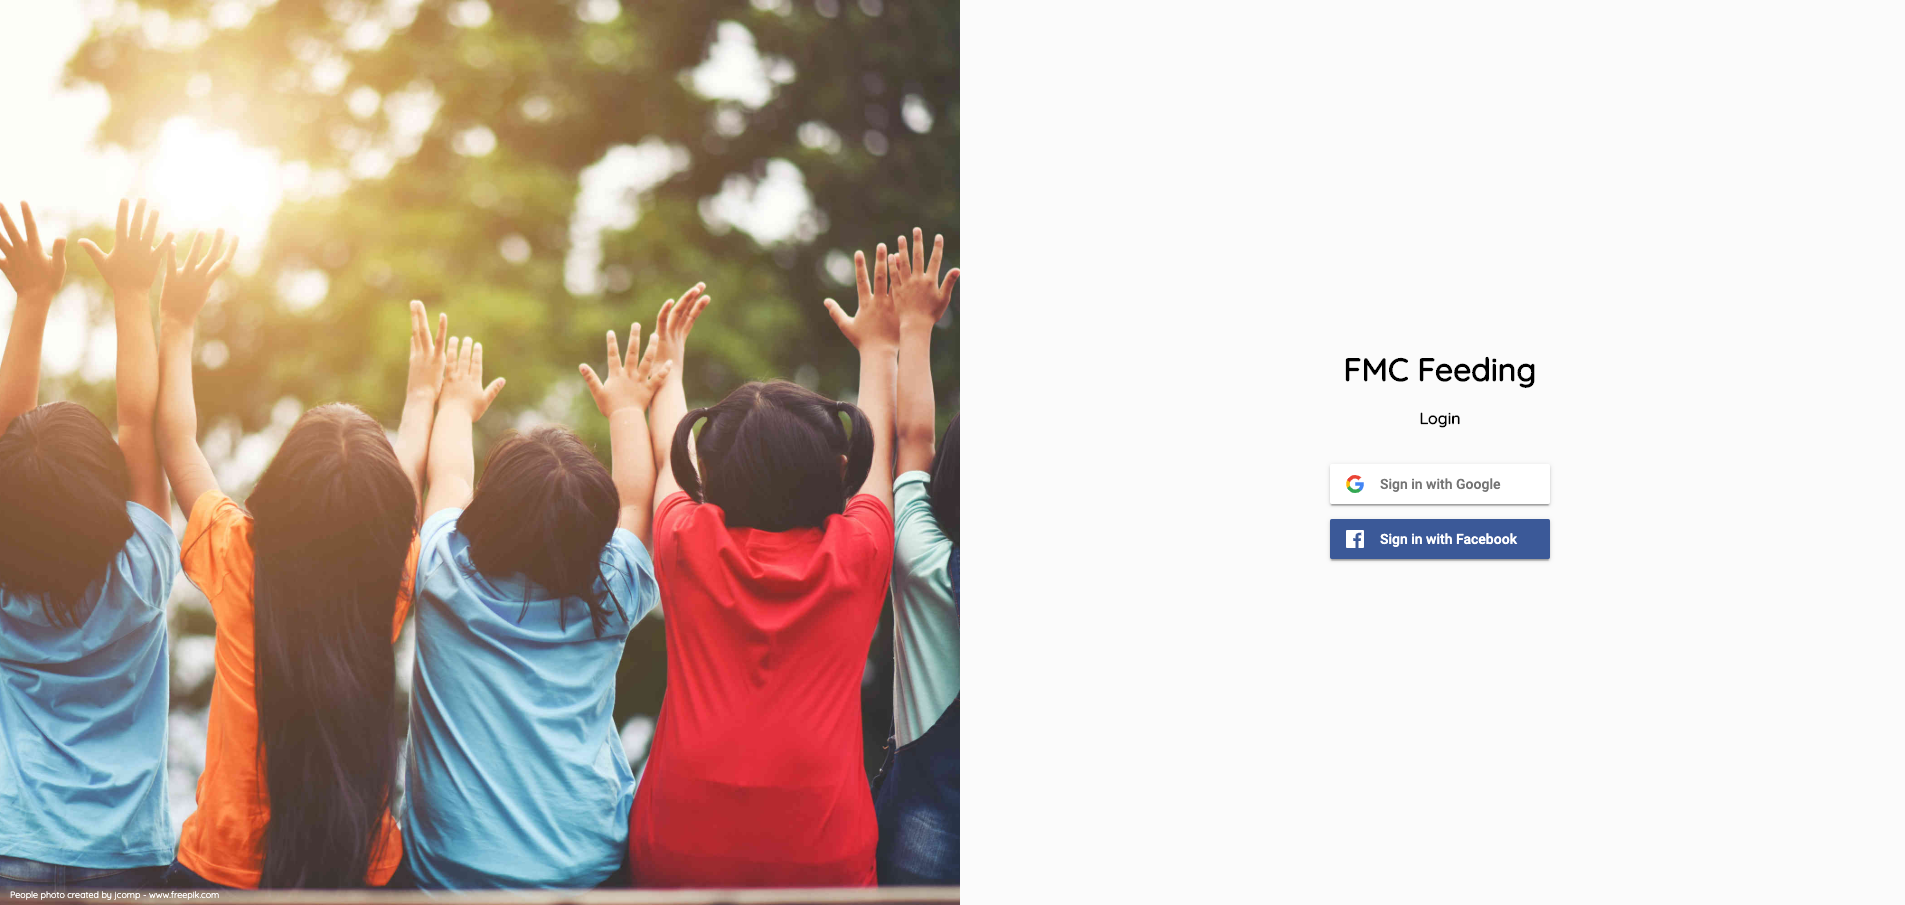 FMC Feeding
Login
Sign in with Google
Sign in with Facebook
People photo created by jcomp - www.freepik.com